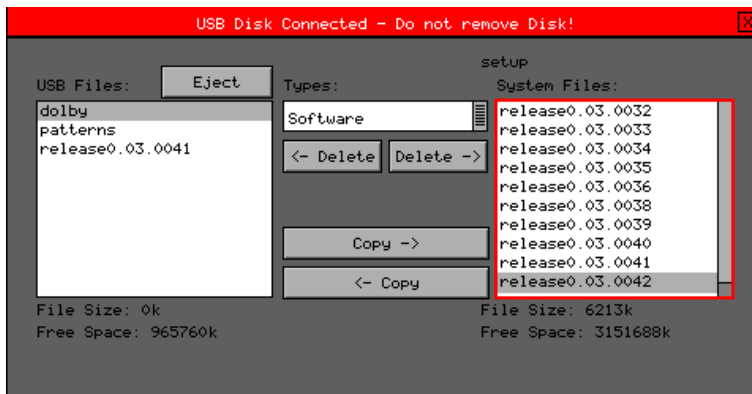 USB Disk Connected - Do not remove Disk!
X
setup
USB Files:
Eject
Types:
System Files:
dolby
patterns
release0.03.0041
Software
<- Delete
Delete ->
Copy ->
<- Copy
release0.03.0032
release0.03.0033
release0.03.0034
release0.03.0035
release0.03.0036
release0.03.0038
release0.03.0039
release0.03.0040
release0.03.0041
release0.03.0042
File Size: 0k
Free Space: 965760k
File Size: 6213k
Free Space: 3151688k